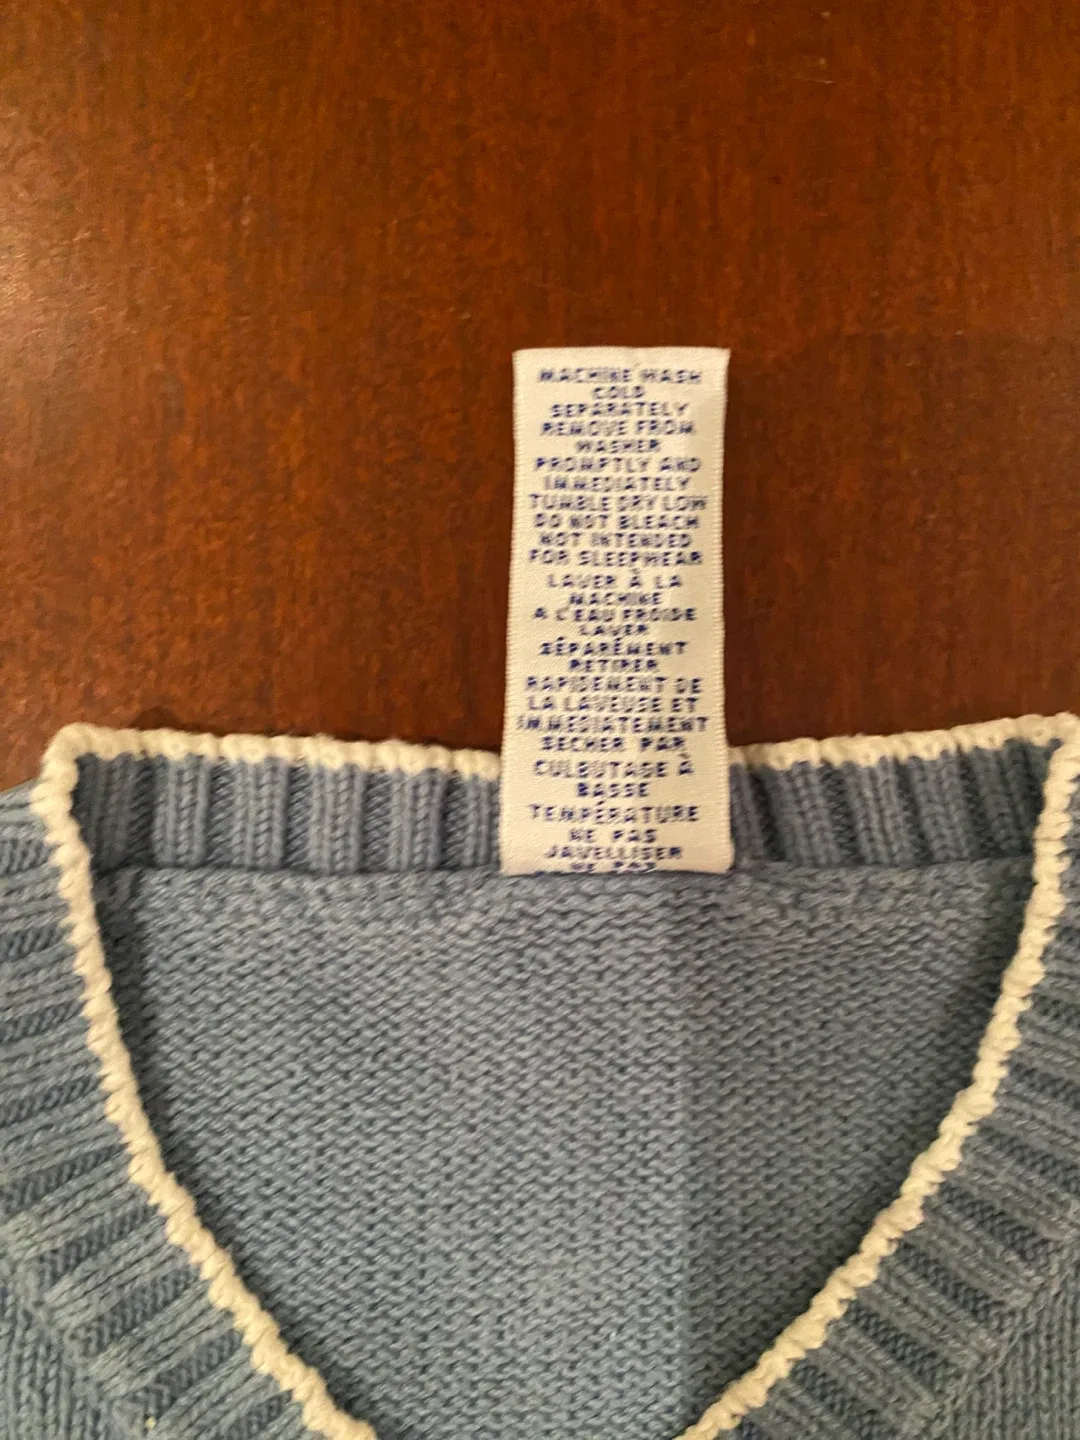 MACHINE WASH
COLD
SEPARATELY
REMOVE FROM
WASHER
PROMPTLY AND
IMMEDIATELY
TUMBLE DRY LOW
DO NOT BLEACH
NOT INTENDED
FOR SLEEPWEAR
LAVER À LA
MACHINE
A L'EAU FROIDE
LAVER
SÉPARÉMENT
RETIRER
RAPIDEMENT DE
LA LAVEUSE ET
IMMEDIATEMENT
SECHER PAR
CULBUTAGE À
BASSE
TEMPÉRATURE
NE PAS
JAVELLISER
NE PAS